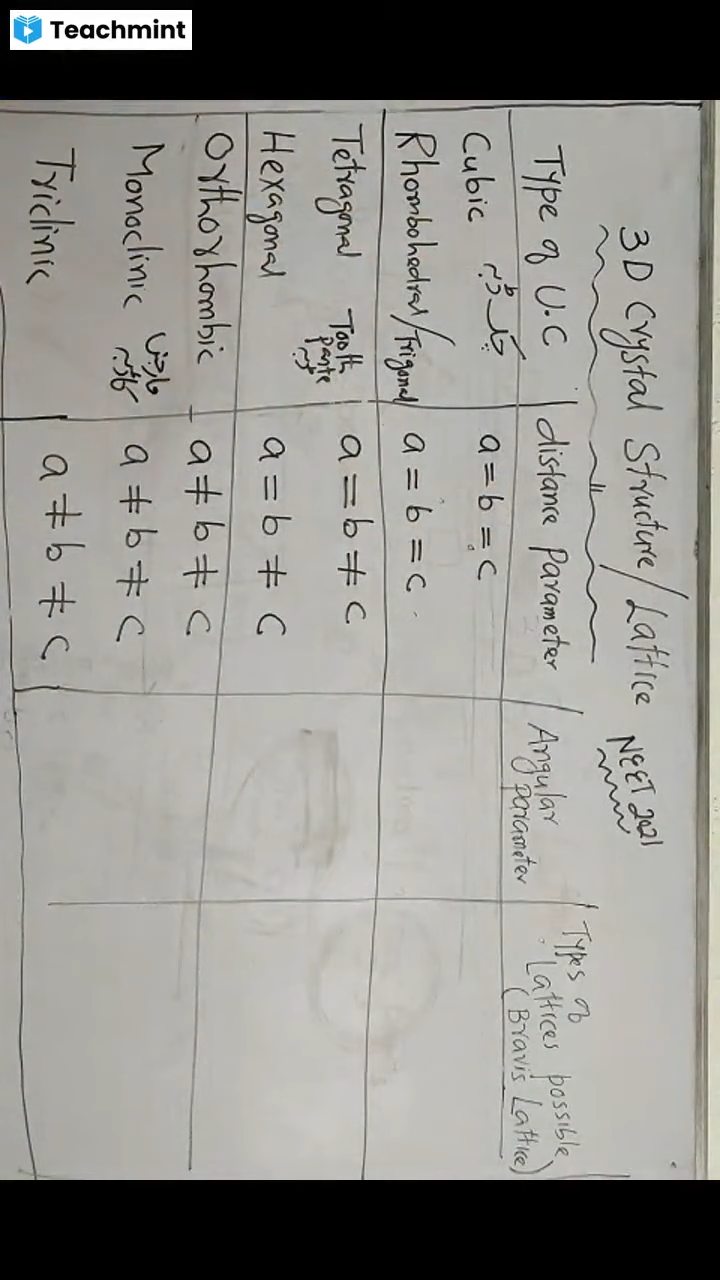 Teachmint
3D Crystal Structure/Lattice NEET 2021
Type of U.C distance Parameter Angular Parameter Types of Lattices possible (Bravis Lattice)
Cubic a = b = c
Rhombohedral/Trigonal a = b = c
Tetragonal Tooth paste a = b ≠ c
Hexagonal a = b ≠ c
Orthorhombic a ≠ b ≠ c
Monoclinic a ≠ b ≠ c
Triclinic a ≠ b ≠ c